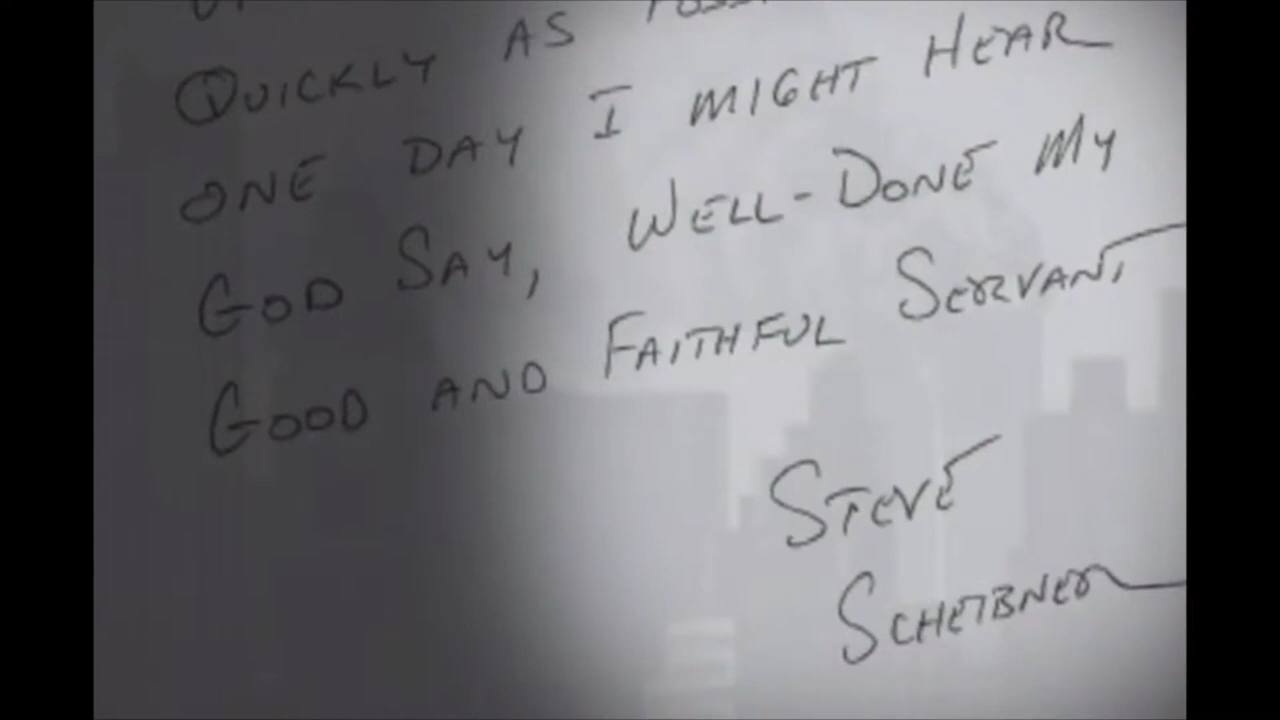 QUICKLY AS
ONE DAY I MIGHT HEAR
GOD SAY, WELL-DONE MY
GOOD AND FAITHFUL SERVANT
STEVE
SCHEIBNER